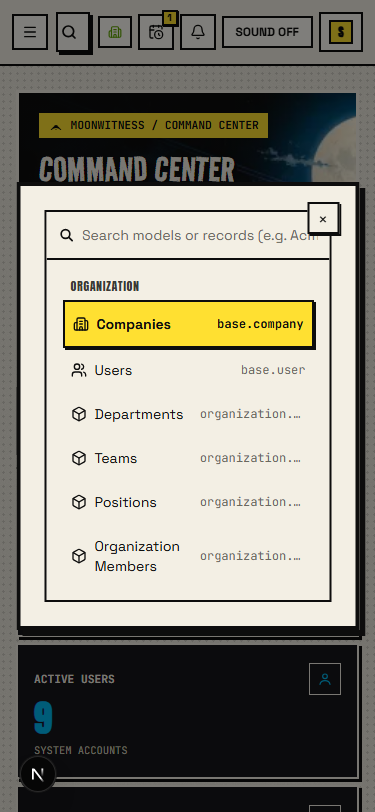 1
SOUND OFF
S
MOONWITNESS / COMMAND CENTER
COMMAND CENTER
×
Search models or records (e.g. Acm
ORGANIZATION
Companies base.company
Users base.user
Departments organization.…
Teams organization.…
Positions organization.…
Organization
Members organization.…
ACTIVE USERS
9
SYSTEM ACCOUNTS
N